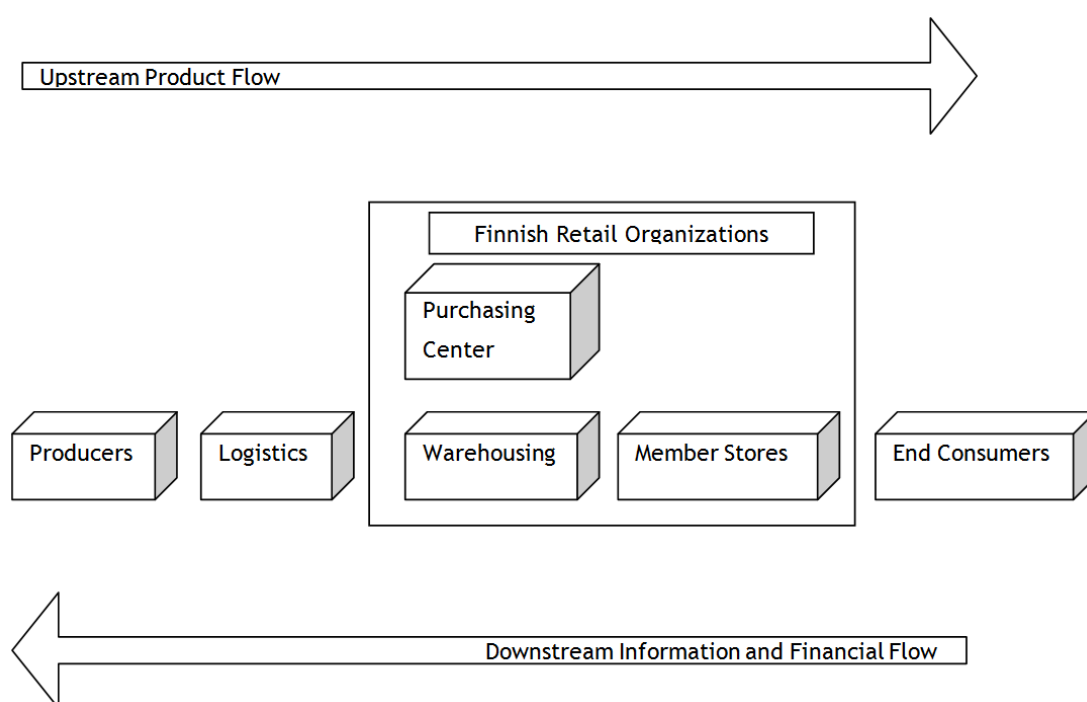 Upstream Product Flow
Finnish Retail Organizations
Purchasing
Center
Producers
Logistics
Warehousing
Member Stores
End Consumers
Downstream Information and Financial Flow